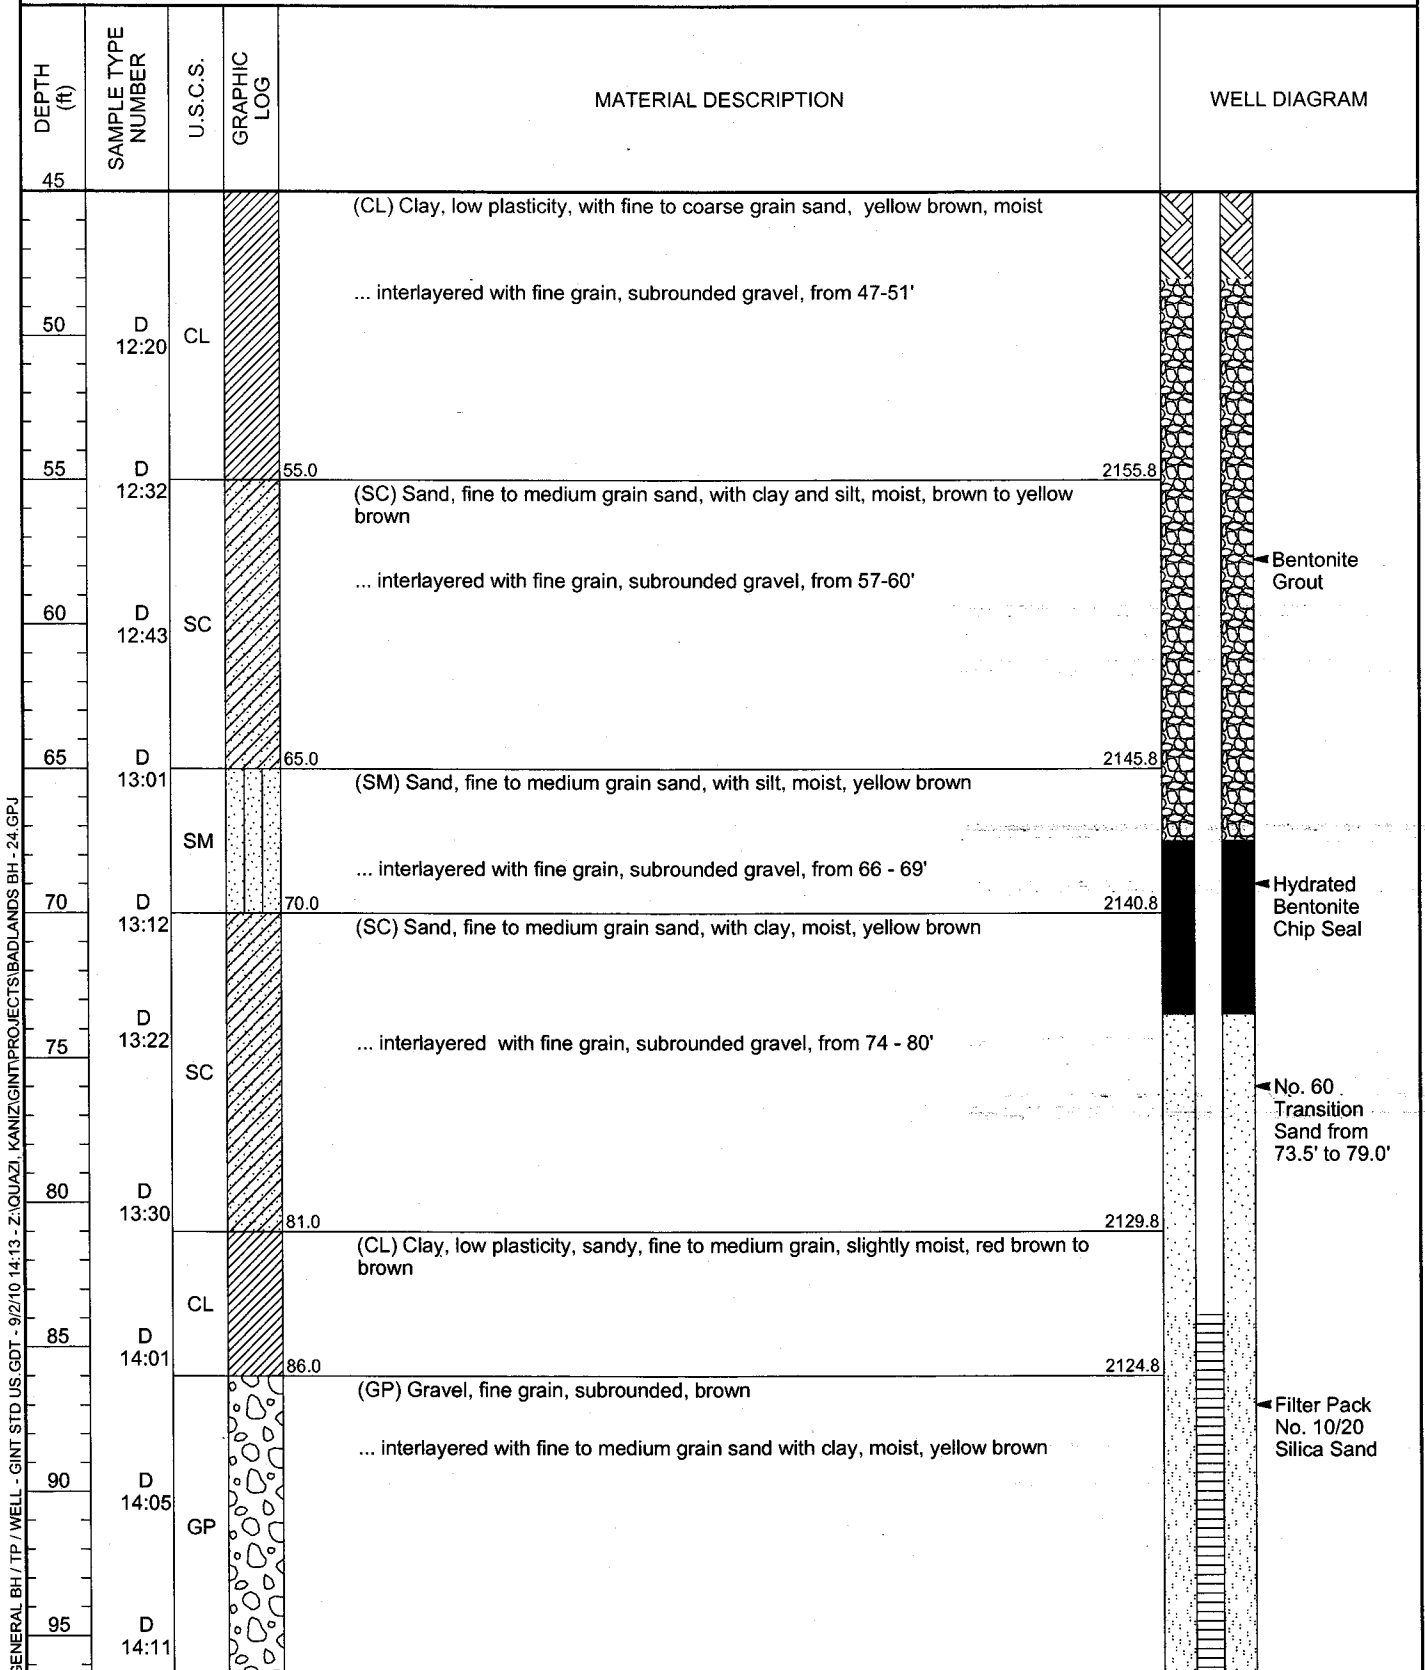 DEPTH
(ft)
SAMPLE TYPE
NUMBER
U.S.C.S.
GRAPHIC
LOG
MATERIAL DESCRIPTION
WELL DIAGRAM
45
(CL) Clay, low plasticity, with fine to coarse grain sand, yellow brown, moist
... interlayered with fine grain, subrounded gravel, from 47-51'
50
D
12:20
CL
55
D
12:32
55.0
2155.8
(SC) Sand, fine to medium grain sand, with clay and silt, moist, brown to yellow
brown
Bentonite
Grout
... interlayered with fine grain, subrounded gravel, from 57-60'
60
D
12:43
SC
65
D
13:01
65.0
2145.8
(SM) Sand, fine to medium grain sand, with silt, moist, yellow brown
SM
... interlayered with fine grain, subrounded gravel, from 66 - 69'
Hydrated
Bentonite
Chip Seal
70
D
13:12
70.0
2140.8
(SC) Sand, fine to medium grain sand, with clay, moist, yellow brown
D
13:22
75
... interlayered with fine grain, subrounded gravel, from 74 - 80'
SC
No. 60
Transition
Sand from
73.5' to 79.0'
80
D
13:30
81.0
2129.8
(CL) Clay, low plasticity, sandy, fine to medium grain, slightly moist, red brown to
brown
CL
85
D
14:01
86.0
2124.8
(GP) Gravel, fine grain, subrounded, brown
Filter Pack
No. 10/20
Silica Sand
... interlayered with fine to medium grain sand with clay, moist, yellow brown
90
D
14:05
GP
95
D
14:11
GENERAL BH / TP / WELL - GINT STD US.GDT - 9/2/10 14:13 - Z:\QUAZI, KANIZ\GINT\PROJECTS\BADLANDS BH - 24.GPJ